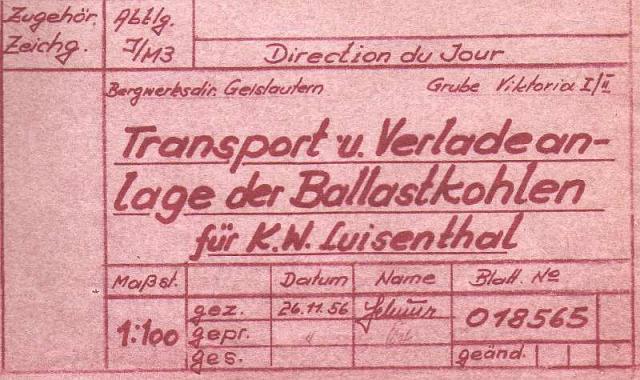 Zugehör. Abtlg.
Zeichg. I/M3
Direction du Jour
Bergwerksdir. Geislautern Grube Viktoria I/II
Transport u. Verladean-
lage der Ballastkohlen
für K.W. Luisenthal
Maßst. Datum Name Blatt. No
1:100 gez. 26.11.56 018565
gepr. "
ges. geänd.